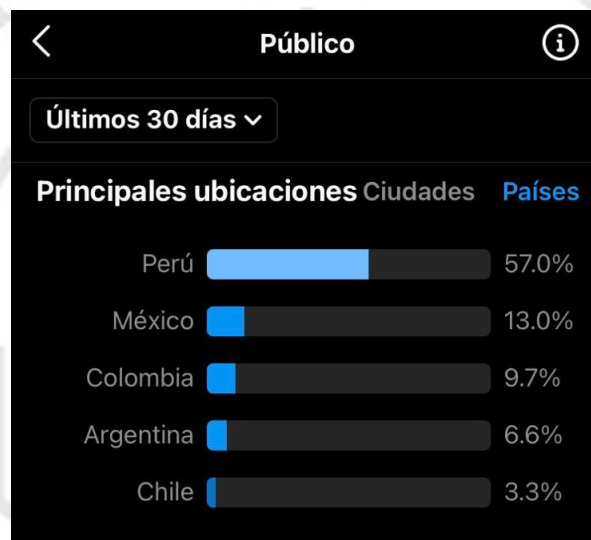 Público
Últimos 30 días
Principales ubicaciones Ciudades Países
Perú 57.0%
México 13.0%
Colombia 9.7%
Argentina 6.6%
Chile 3.3%